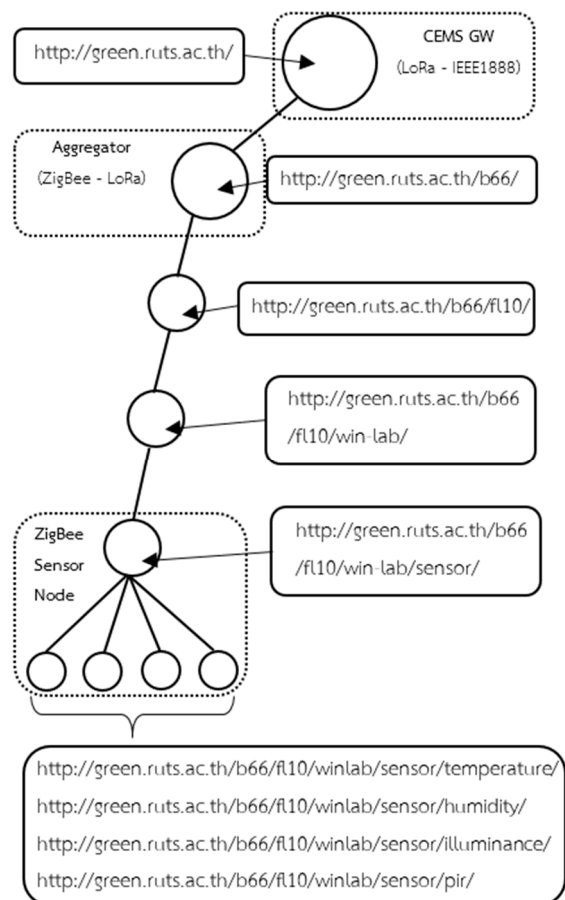 http://green.ruts.ac.th/
CEMS GW
(LoRa - IEEE1888)
Aggregator
(ZigBee - LoRa)
http://green.ruts.ac.th/b66/
http://green.ruts.ac.th/b66/fl10/
http://green.ruts.ac.th/b66
/fl10/win-lab/
ZigBee
Sensor
Node
http://green.ruts.ac.th/b66
/fl10/win-lab/sensor/
http://green.ruts.ac.th/b66/fl10/winlab/sensor/temperature/
http://green.ruts.ac.th/b66/fl10/winlab/sensor/humidity/
http://green.ruts.ac.th/b66/fl10/winlab/sensor/illuminance/
http://green.ruts.ac.th/b66/fl10/winlab/sensor/pir/